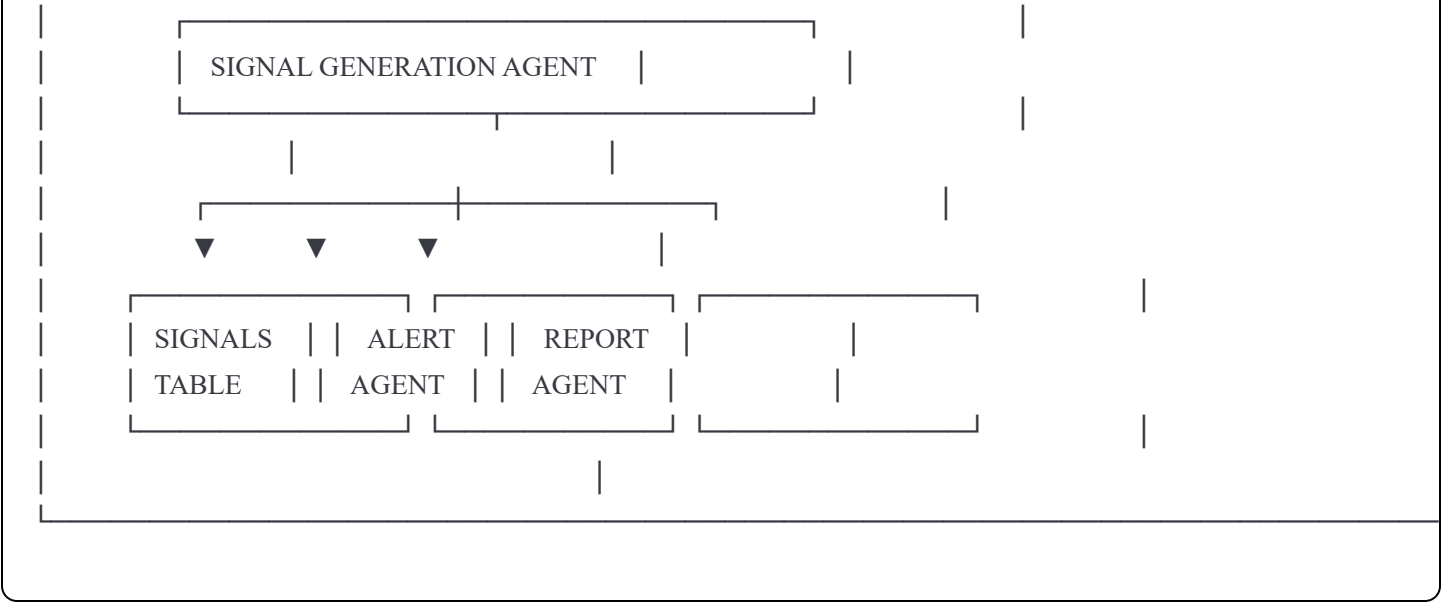 SIGNAL GENERATION AGENT
SIGNALS ALERT REPORT
TABLE AGENT AGENT